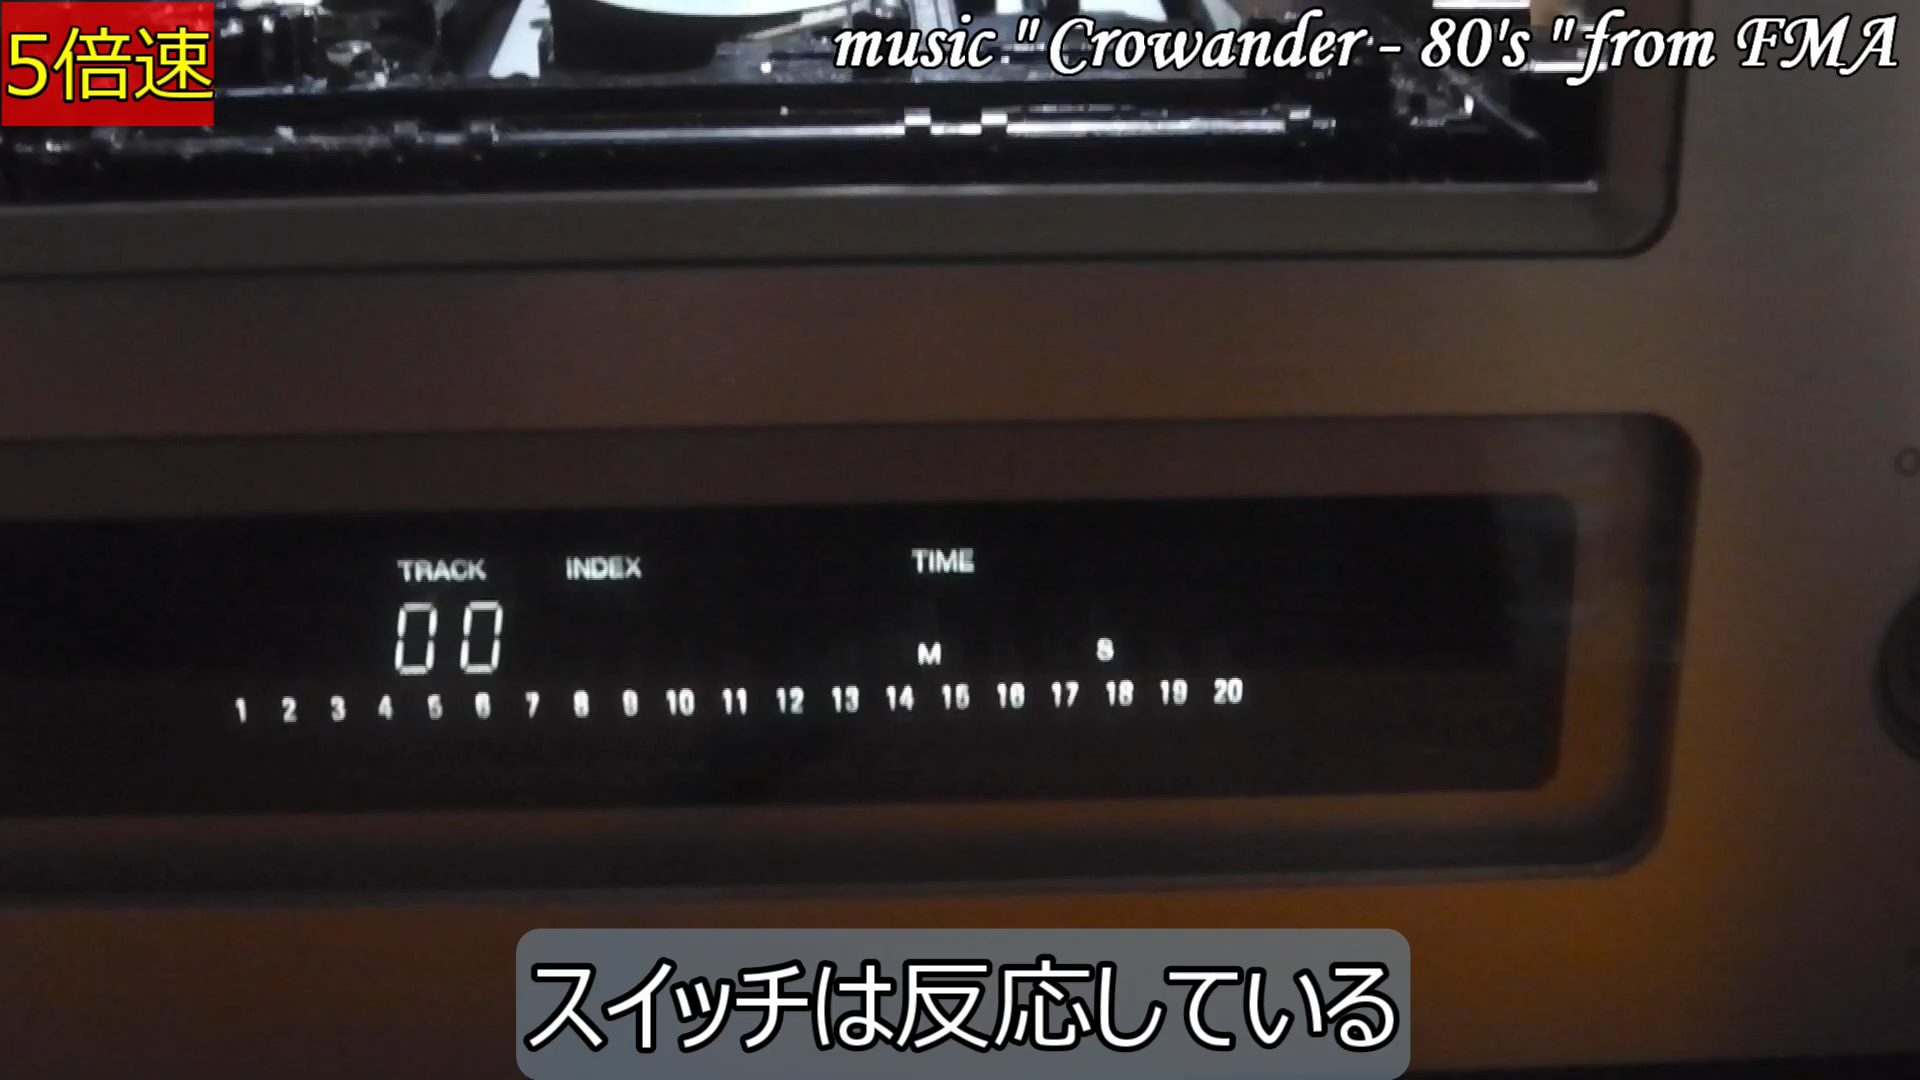 5倍速
music "Crowander - 80's" from FMA
TRACK INDEX TIME
00 M S
1 2 3 4 5 6 7 8 9 10 11 12 13 14 15 16 17 18 19 20
スイッチは反応している